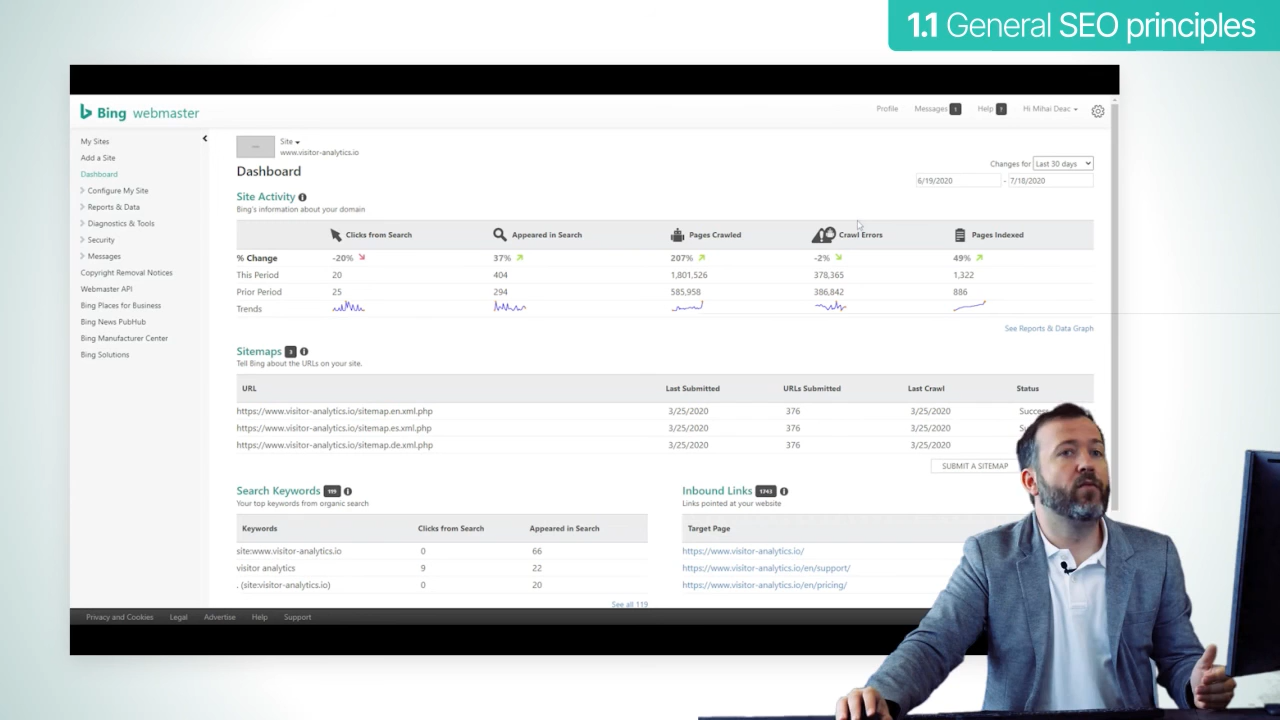 1.1 General SEO principles
Bing webmaster
Profile Messages Help Hi Mihai Deac
My Sites
Add a Site
Dashboard
Configure My Site
Reports & Data
Diagnostics & Tools
Security
Messages
Copyright Removal Notices
Webmaster API
Bing Places for Business
Bing News PubHub
Bing Manufacturer Center
Bing Solutions
Site
www.visitor-analytics.io
Dashboard
Changes for Last 30 days
6/19/2020 - 7/18/2020
Site Activity
Bing's information about your domain
Clicks from Search Appeared in Search Pages Crawled Crawl Errors Pages Indexed
% Change -20% 37% 207% -2% 49%
This Period 20 404 1,801,526 378,365 1,322
Prior Period 25 294 585,958 386,842 886
Trends
See Reports & Data Graph
Sitemaps 3
Tell Bing about the URLs on your site.
URL Last Submitted URLs Submitted Last Crawl Status
https://www.visitor-analytics.io/sitemap.en.xml.php 3/25/2020 376 3/25/2020 Success
https://www.visitor-analytics.io/sitemap.es.xml.php 3/25/2020 376 3/25/2020
https://www.visitor-analytics.io/sitemap.de.xml.php 3/25/2020 376 3/25/2020
SUBMIT A SITEMAP
Search Keywords 119
Your top keywords from organic search
Keywords Clicks from Search Appeared in Search
site:www.visitor-analytics.io 0 66
visitor analytics 9 22
. (site:visitor-analytics.io) 0 20
See all 119
Inbound Links 1743
Links pointed at your website
Target Page
https://www.visitor-analytics.io/
https://www.visitor-analytics.io/en/support/
https://www.visitor-analytics.io/en/pricing/
Privacy and Cookies Legal Advertise Help Support